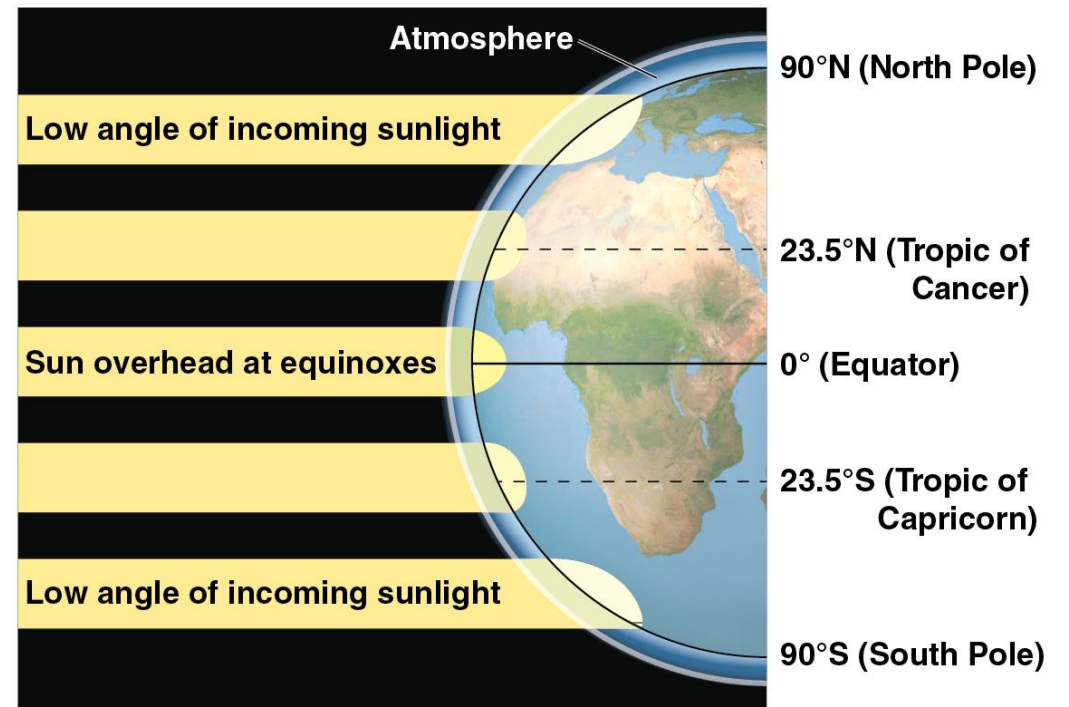 Atmosphere
90°N (North Pole)
Low angle of incoming sunlight
23.5°N (Tropic of
Cancer)
Sun overhead at equinoxes
0° (Equator)
23.5°S (Tropic of
Capricorn)
Low angle of incoming sunlight
90°S (South Pole)